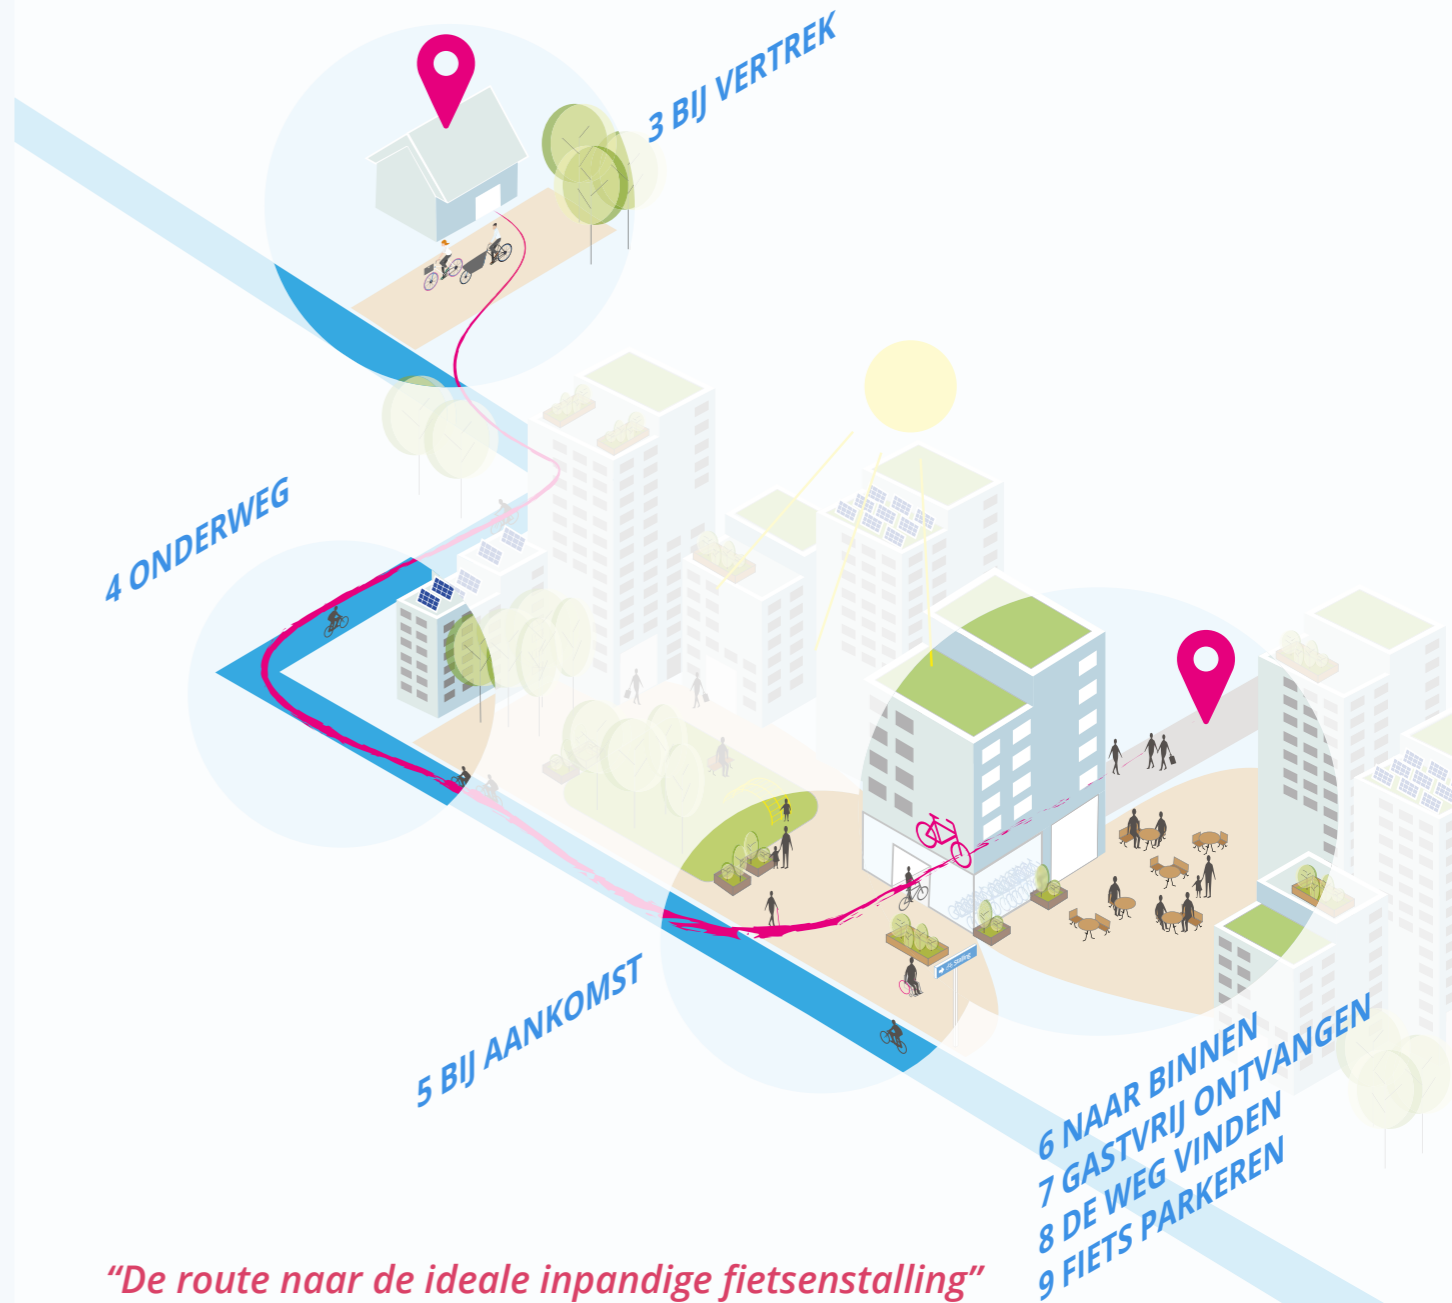 3 BIJ VERTREK
4 ONDERWEG
5 BIJ AANKOMST
6 NAAR BINNEN
7 GASTVRIJ ONTVANGEN
8 DE WEG VINDEN
9 FIETS PARKEREN
“De route naar de ideale inpandige fietsenstalling”